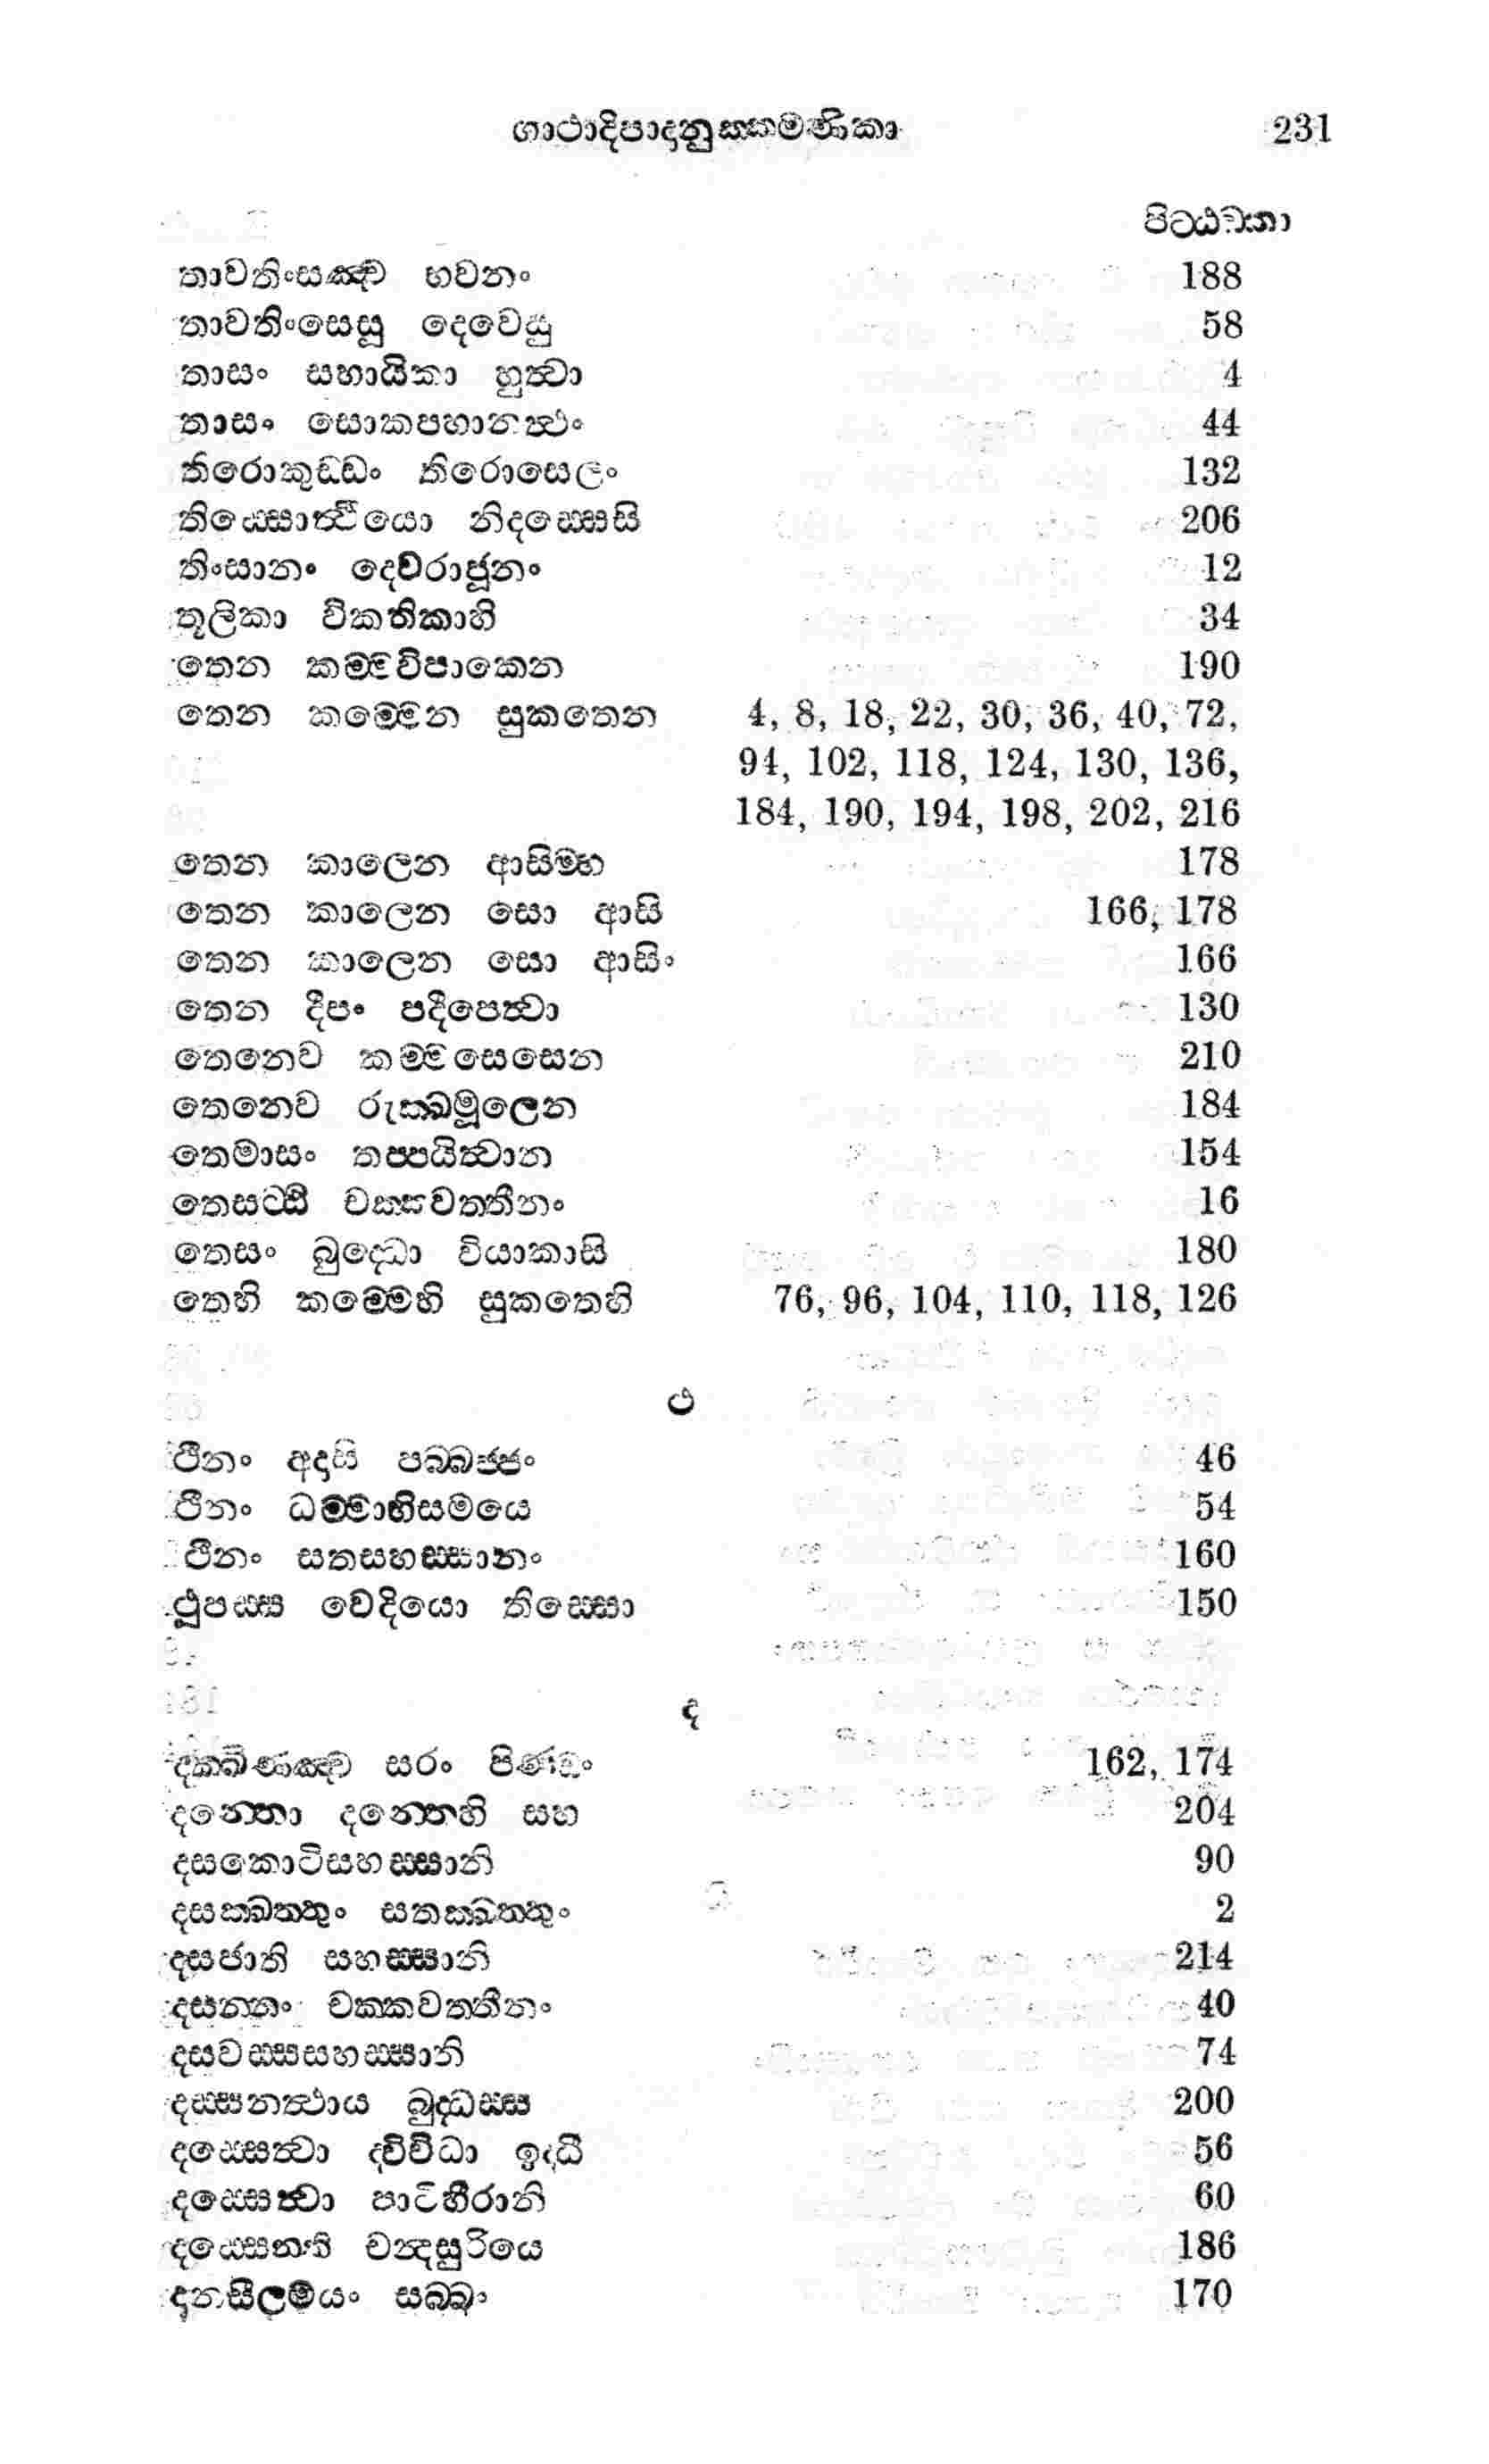 ගාථාදිපාදානුක්කමණිකා 231
පිට්ඨඞ්කා
තාවතිංසඤ්ච භවනං 188
තාවතිංසෙසූ දෙවෙයු 58
තාසං සහායිකා හුත්වා 4
තාසං සොකපහානත්ථං 44
තිරොකුඩ්ඩං තිරොසෙලං 132
තිස්සොත්ථියො නිදස්සෙසි 206
තිංසානං දෙවරාජූනං 12
තූලිකා විකතිකාහි 34
තෙන කම්මවිපාකෙන 190
තෙන කම්මෙන සුකතෙන 4, 8, 18, 22, 30, 36, 40, 72,
94, 102, 118, 124, 130, 136,
184, 190, 194, 198, 202, 216
තෙන කාලෙන ආසිම්හ 178
තෙන කාලෙන සො ආසි 166, 178
තෙන කාලෙන සො ආසිං 166
තෙන දීපං පදීපෙත්වා 130
තෙනෙව කම්මසෙසෙන 210
තෙනෙව රුක්ඛමූලෙන 184
තෙමාසං තප්පයිත්වාන 154
තෙසට්ඨි චක්කවත්තීනං 16
තෙසං බුද්ධො වියාකාසි 180
තෙහි කම්මෙහි සුකතෙහි 76, 96, 104, 110, 118, 126
ථ
ථීනං අදාසි පබ්බජ්ජං 46
ථීනං ධම්මාභිසමයෙ 54
ථීනං සතසහස්සානං 160
ථූපස්ස වෙදියො තිස්සො 150
ද
දක්ඛිණඤ්ච සරං පිණ්ඩං 162, 174
දන්තො දන්තෙහි සහ 204
දසකොටිසහස්සානි 90
දසක්ඛත්තුං සතක්ඛත්තුං 2
දසජාති සහස්සානි 214
දසන්නං චක්කවත්තීනං 40
දසවස්සසහස්සානි 74
දස්සනත්ථාය බුද්ධස්ස 200
දස්සෙත්වා ද්විවිධා ඉද්ධී 56
දස්සෙත්වා පාටිහීරානි 60
දස්සෙන්ති චන්දසුරියෙ 186
දානසීලමයං සබ්බං 170